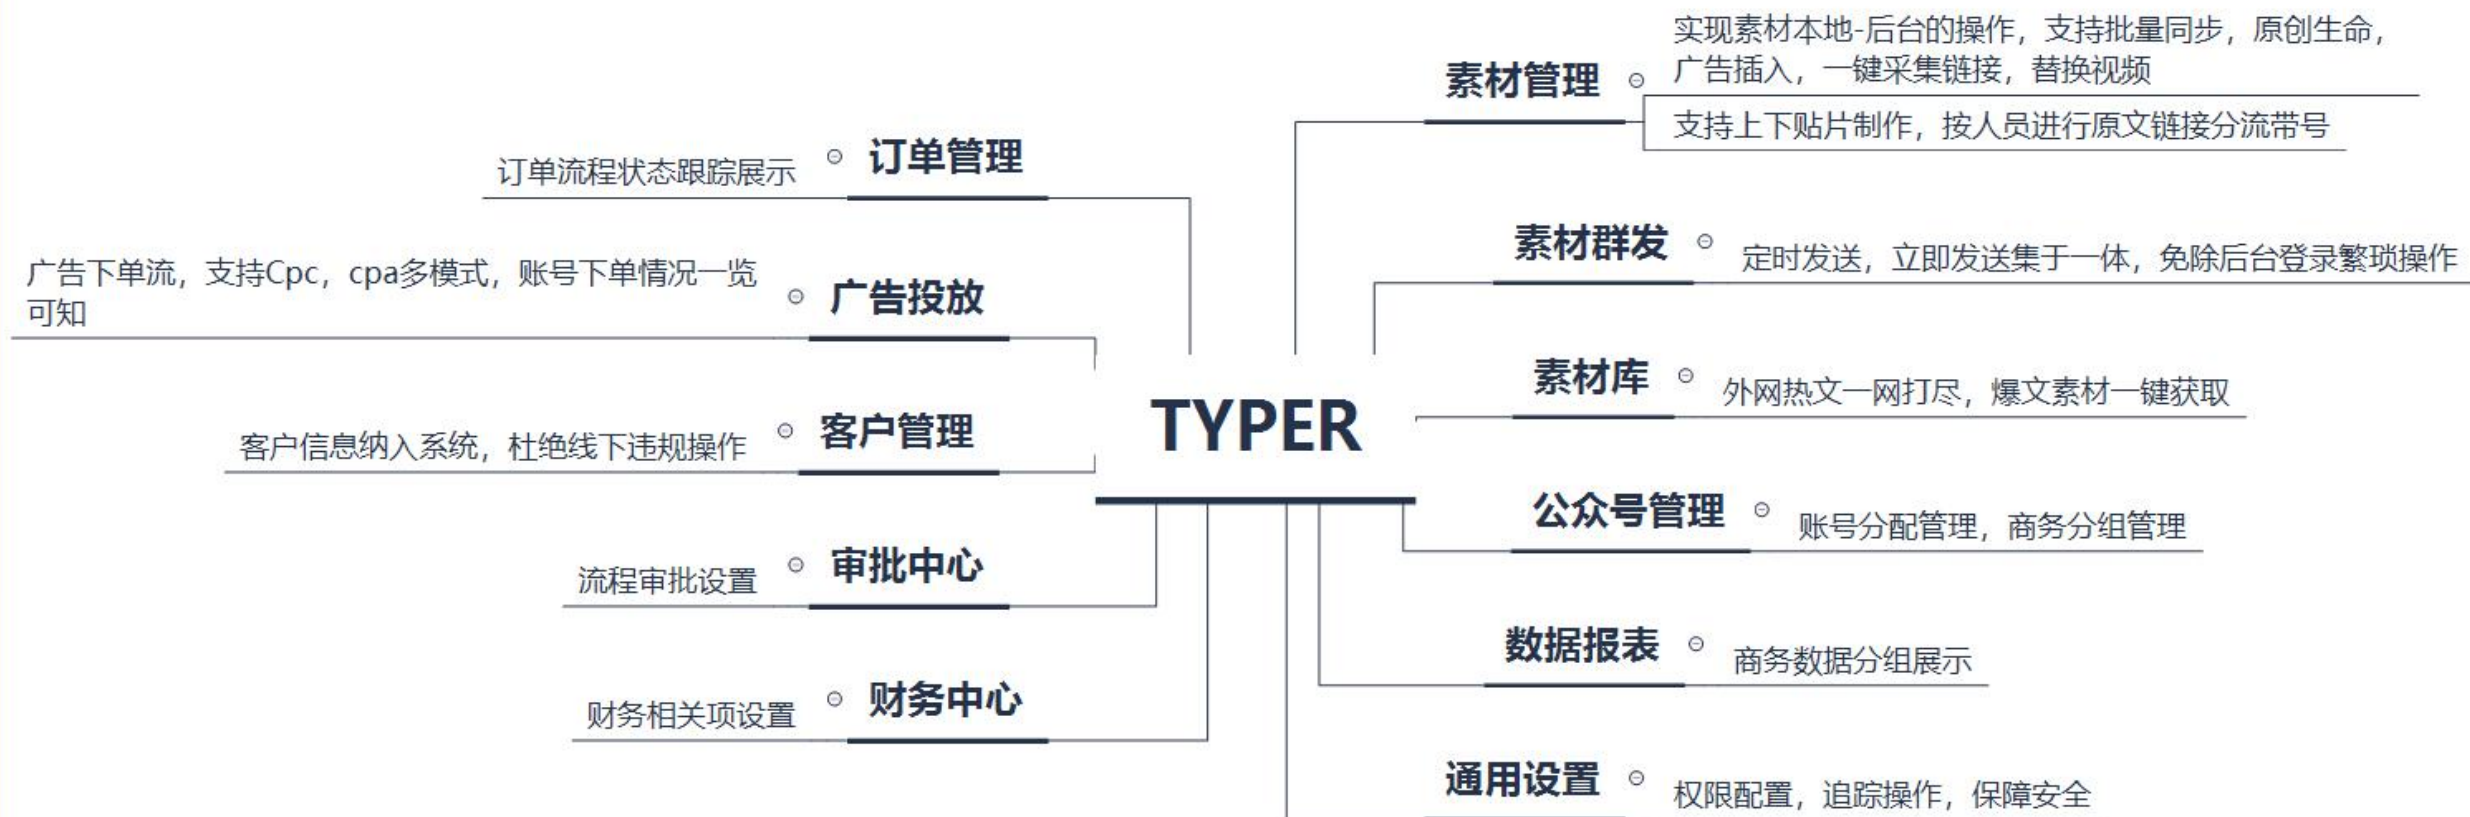 TYPER
素材管理
实现素材本地-后台的操作，支持批量同步，原创生命，
广告插入，一键采集链接，替换视频
支持上下贴片制作，按人员进行原文链接分流带号
素材群发
定时发送，立即发送集于一体，免除后台登录繁琐操作
素材库
外网热文一网打尽，爆文素材一键获取
公众号管理
账号分配管理，商务分组管理
数据报表
商务数据分组展示
通用设置
权限配置，追踪操作，保障安全
订单管理
订单流程状态跟踪展示
广告投放
广告下单流，支持Cpc，cpa多模式，账号下单情况一览
可知
客户管理
客户信息纳入系统，杜绝线下违规操作
审批中心
流程审批设置
财务中心
财务相关项设置